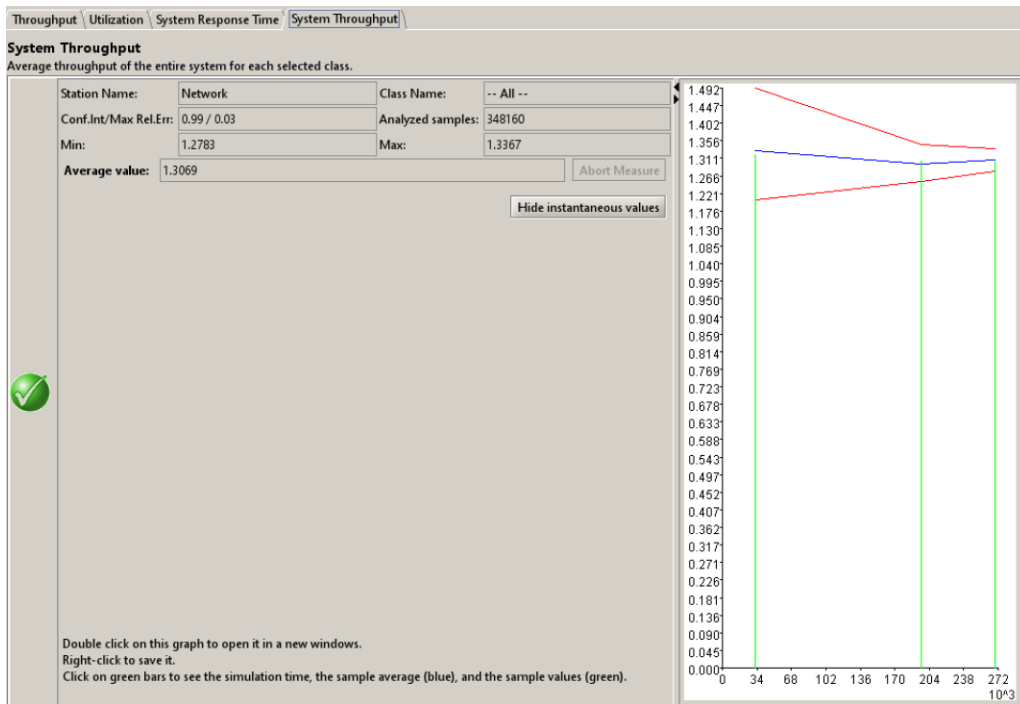 Throughput Utilization System Response Time System Throughput
System Throughput
Average throughput of the entire system for each selected class.
Station Name: Network Class Name: -- All --
Conf.Int/Max Rel.Err: 0.99 / 0.03 Analyzed samples: 348160
Min: 1.2783 Max: 1.3367
Average value: 1.3069 Abort Measure
Hide instantaneous values
Double click on this graph to open it in a new windows.
Right-click to save it.
Click on green bars to see the simulation time, the sample average (blue), and the sample values (green).
1.492
1.447
1.402
1.356
1.311
1.266
1.221
1.176
1.130
1.085
1.040
0.995
0.950
0.904
0.859
0.814
0.769
0.723
0.678
0.633
0.588
0.543
0.497
0.452
0.407
0.362
0.317
0.271
0.226
0.181
0.136
0.090
0.045
0.000
0 34 68 102 136 170 204 238 272
10^3